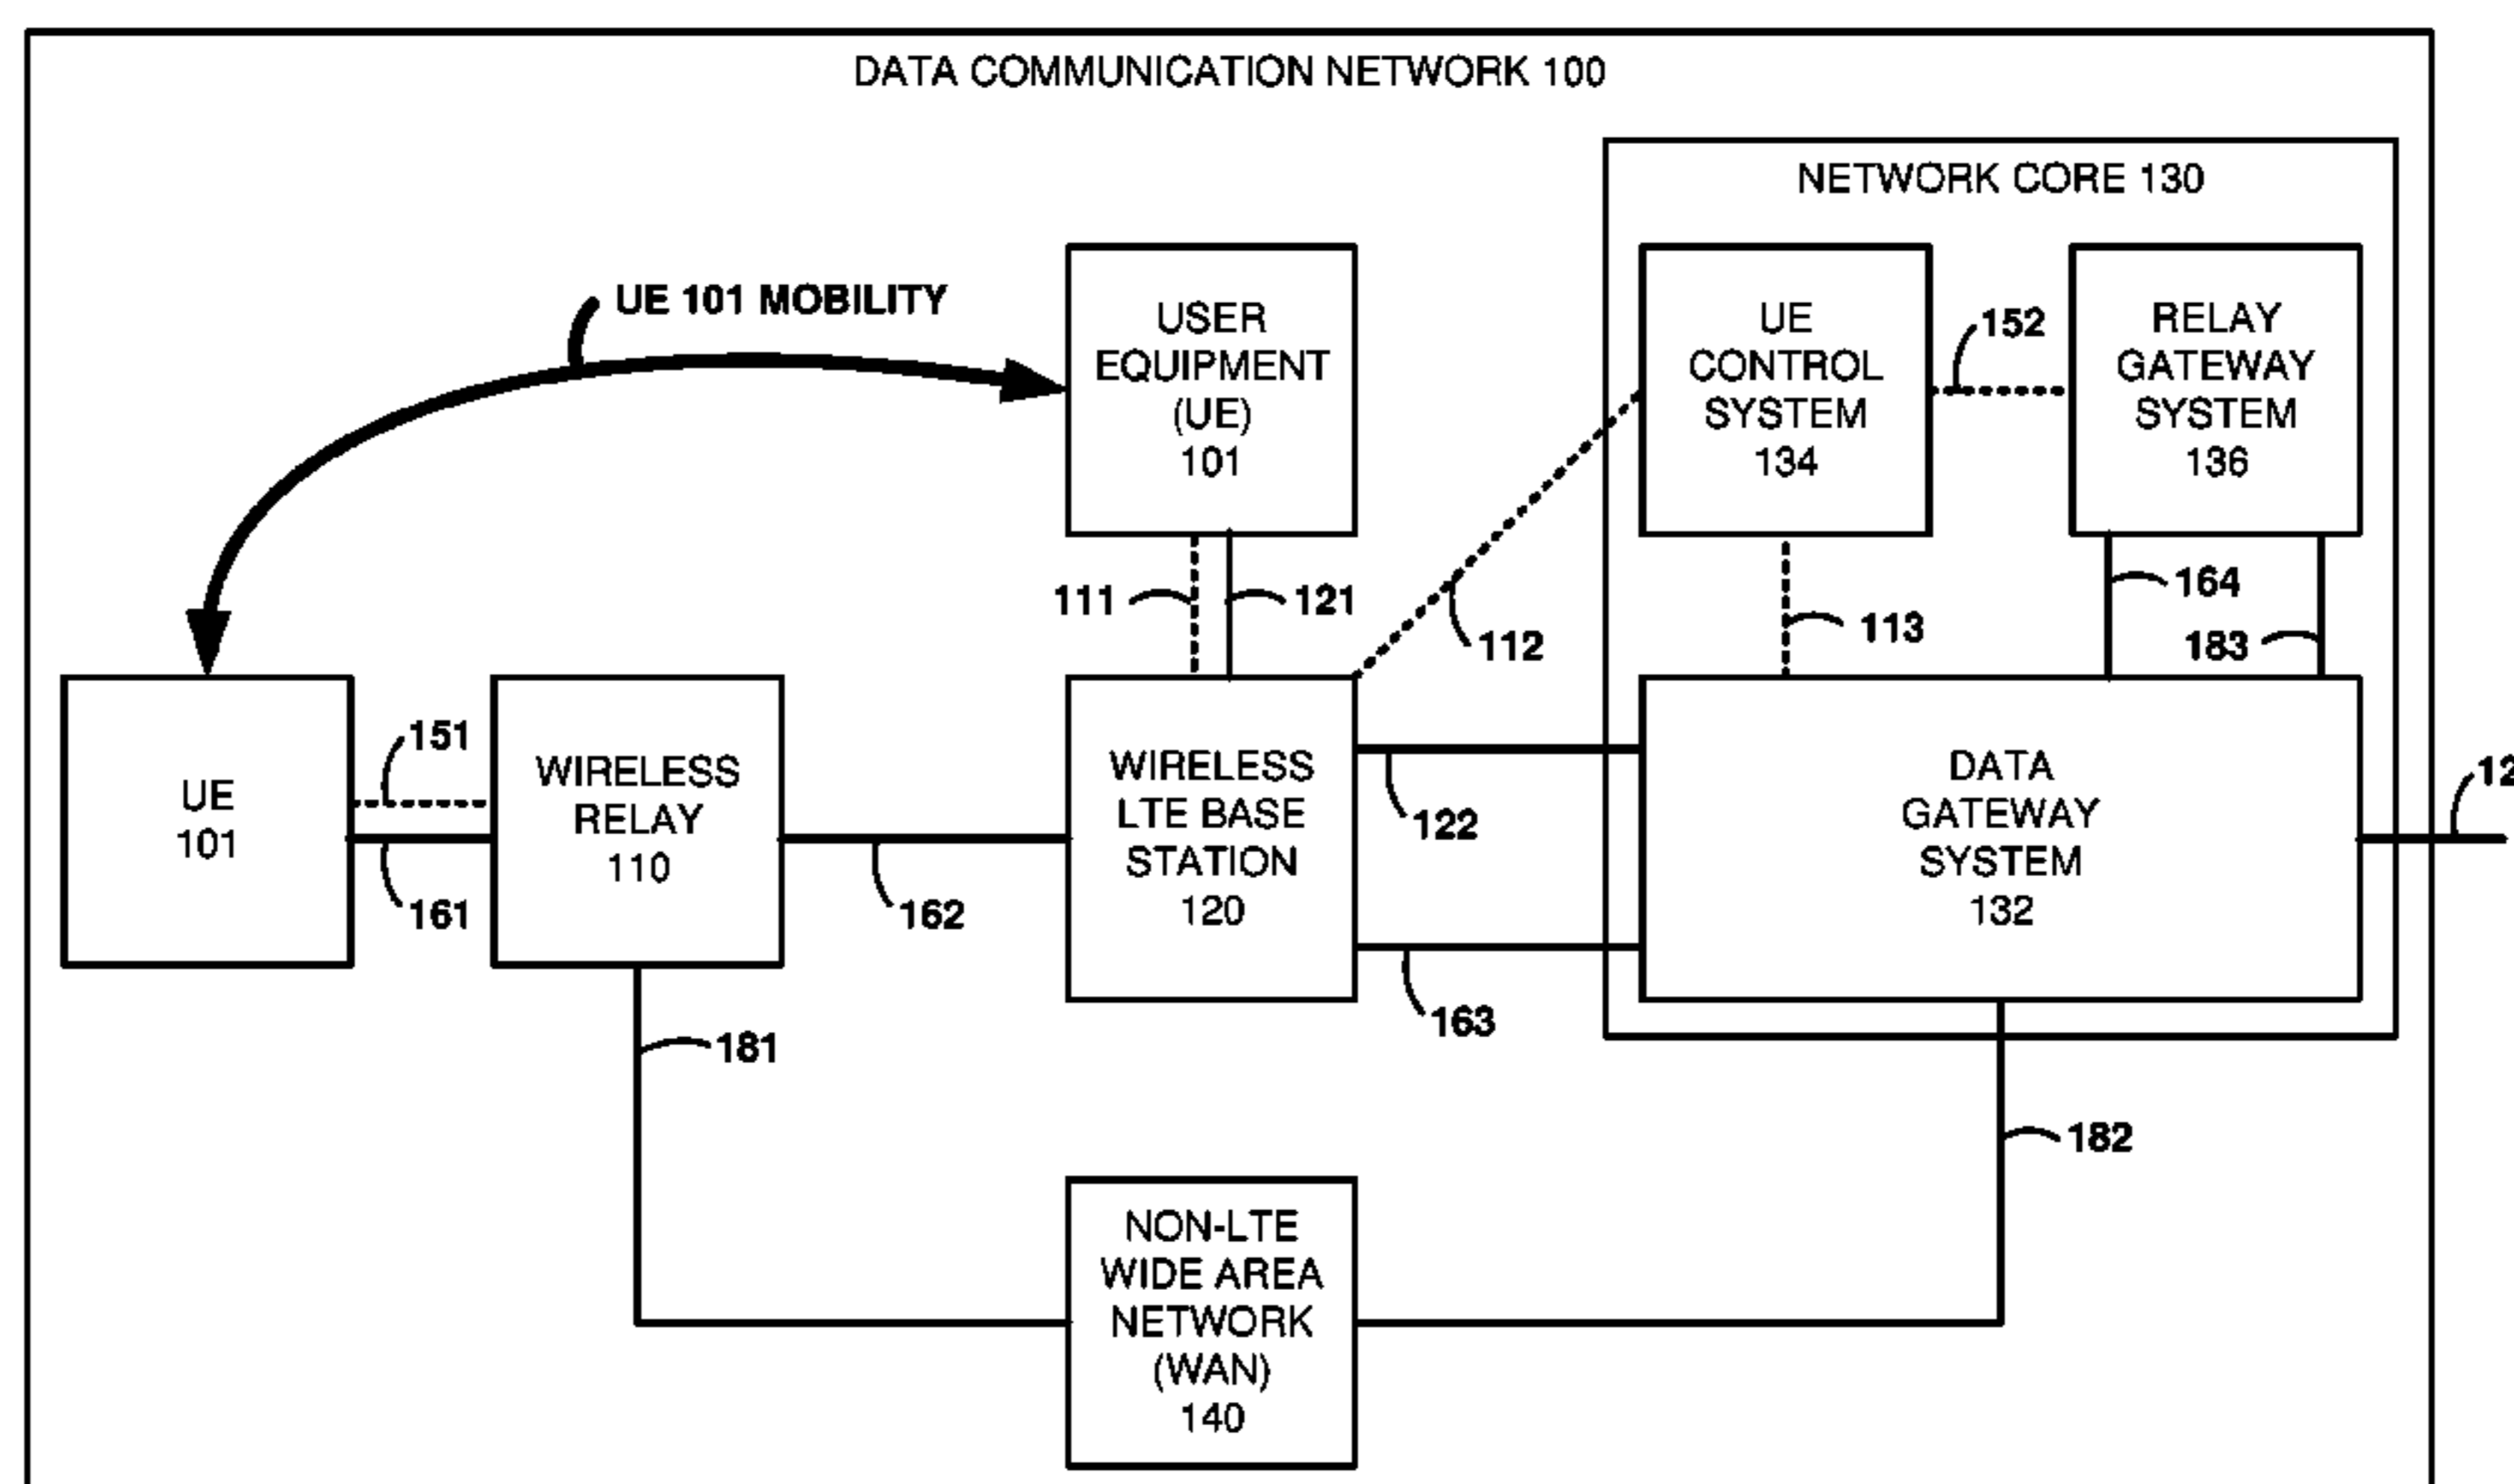 DATA COMMUNICATION NETWORK 100
NETWORK CORE 130
UE 101 MOBILITY
USER
EQUIPMENT
(UE)
101
UE
CONTROL
SYSTEM
134
152
RELAY
GATEWAY
SYSTEM
136
111
121
112
113
164
183
UE
101
151
161
WIRELESS
RELAY
110
162
WIRELESS
LTE BASE
STATION
120
122
163
DATA
GATEWAY
SYSTEM
132
181
182
NON-LTE
WIDE AREA
NETWORK
(WAN)
140